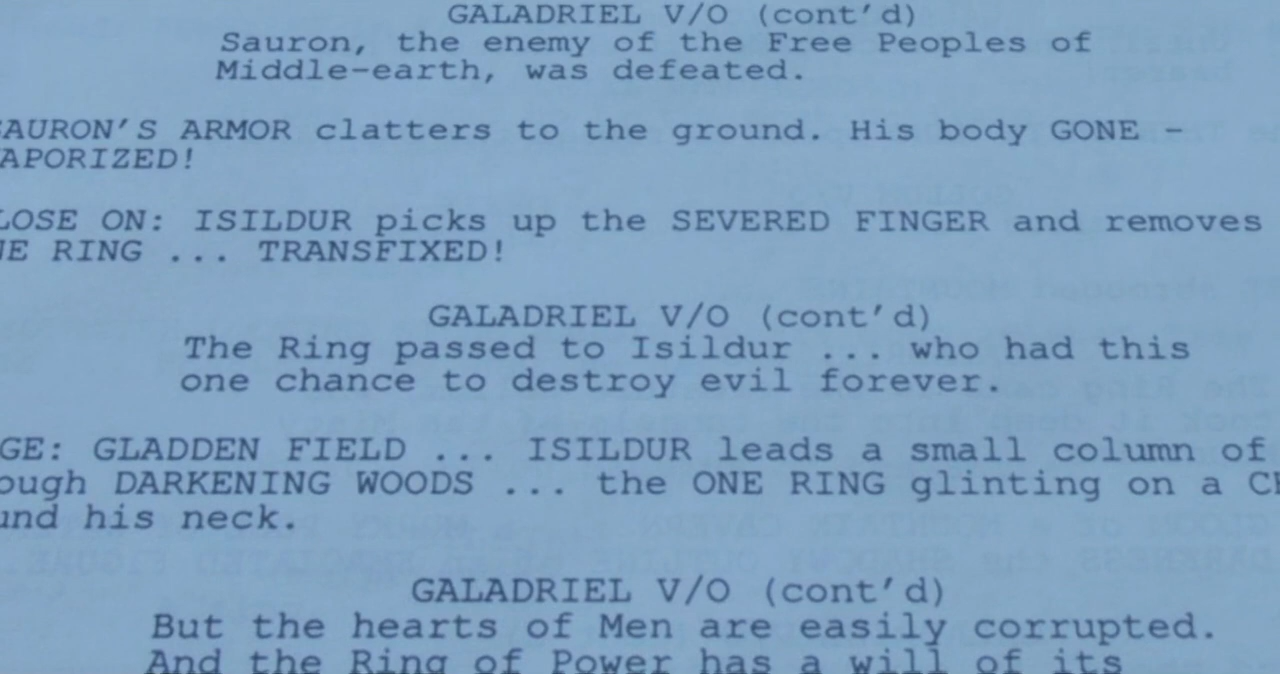 GALADRIEL V/O (cont'd)
Sauron, the enemy of the Free Peoples of
Middle-earth, was defeated.
SAURON'S ARMOR clatters to the ground. His body GONE -
VAPORIZED!
LOSE ON: ISILDUR picks up the SEVERED FINGER and removes
NE RING ... TRANSFIXED!
GALADRIEL V/O (cont'd)
The Ring passed to Isildur ... who had this
one chance to destroy evil forever.
GE: GLADDEN FIELD ... ISILDUR leads a small column of
ough DARKENING WOODS ... the ONE RING glinting on a CH
und his neck.
GALADRIEL V/O (cont'd)
But the hearts of Men are easily corrupted.
And the Ring of Power has a will of its